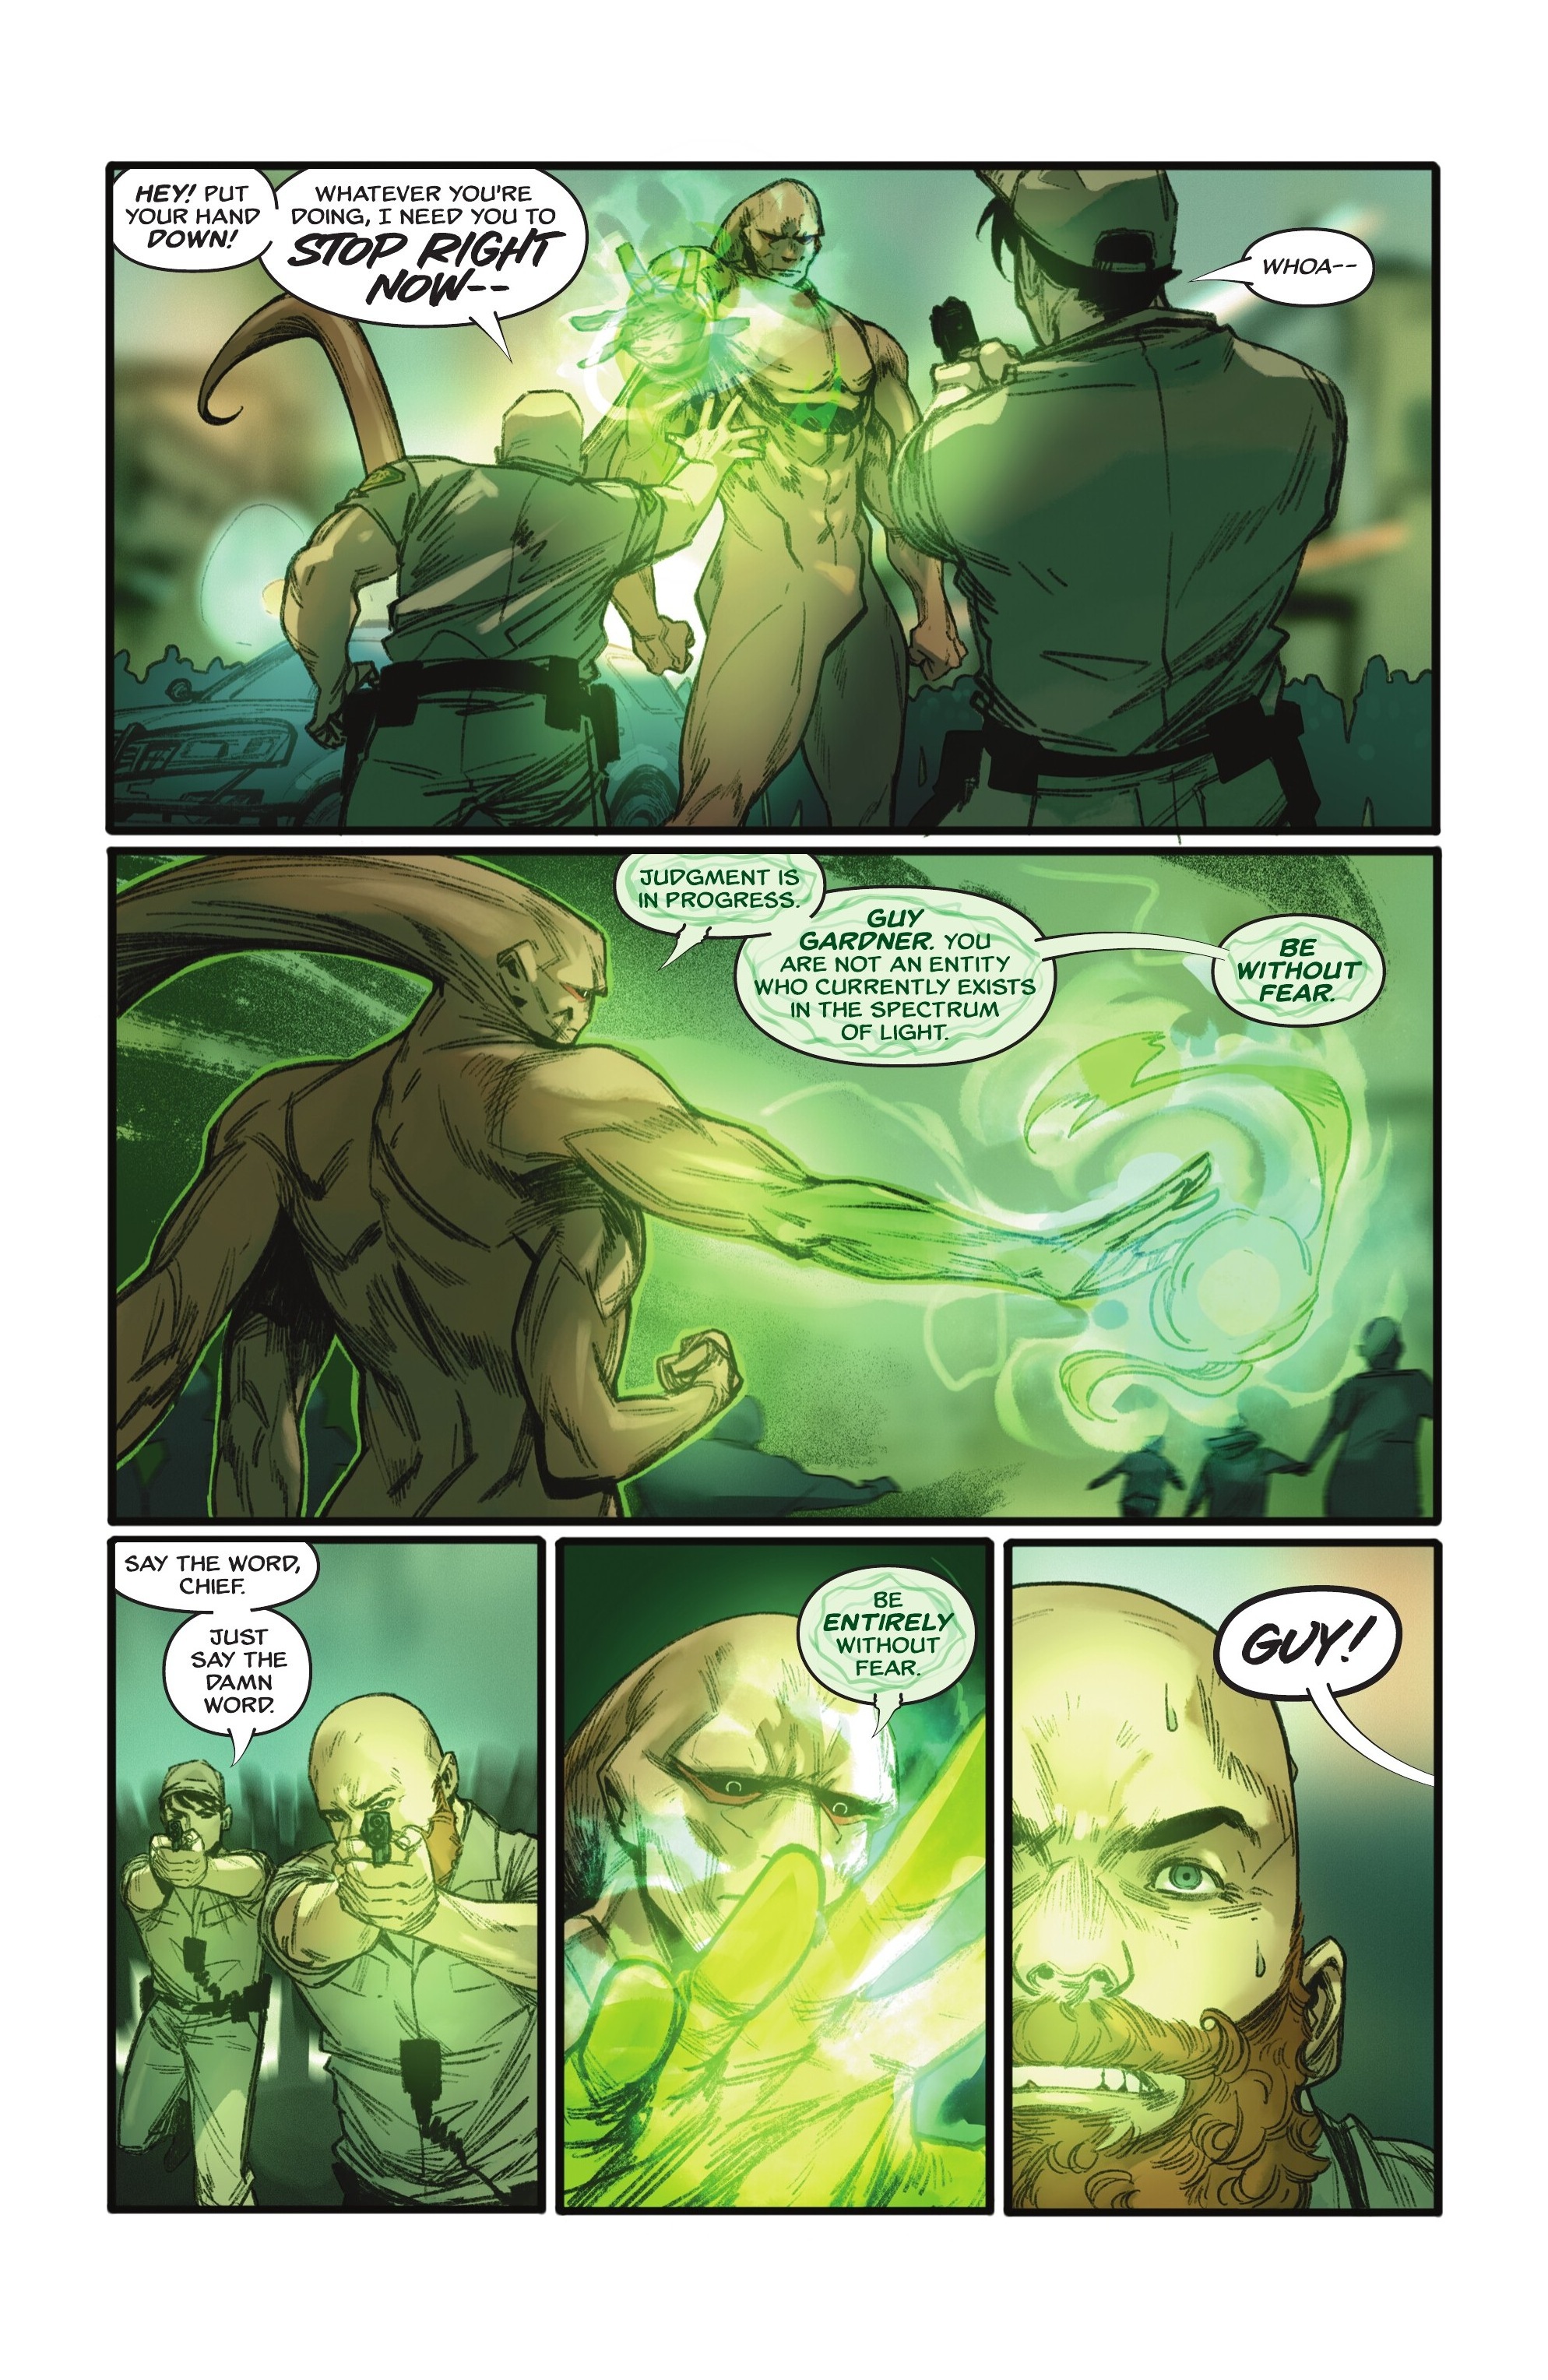 HEY! PUT
YOUR HAND
DOWN!
WHATEVER YOU'RE
DOING, I NEED YOU TO
STOP RIGHT
NOW--
WHOA--
JUDGMENT IS
IN PROGRESS.
GUY
GARDNER. YOU
ARE NOT AN ENTITY
WHO CURRENTLY EXISTS
IN THE SPECTRUM
OF LIGHT.
BE
WITHOUT
FEAR.
SAY THE WORD,
CHIEF.
JUST
SAY THE
DAMN
WORD.
BE
ENTIRELY
WITHOUT
FEAR.
GUY!